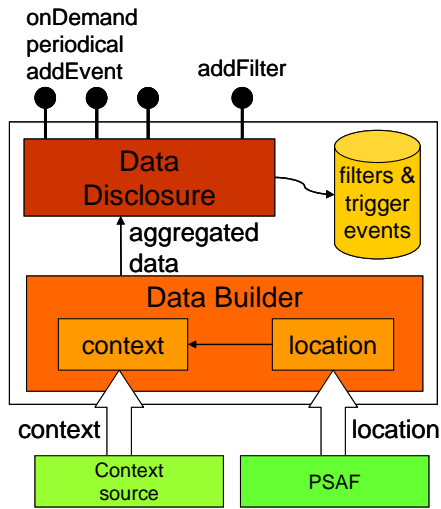 onDemand
periodical
addEvent
addFilter
Data
Disclosure
filters &
trigger
events
aggregated
data
Data Builder
context
location
context
location
Context
source
PSAF